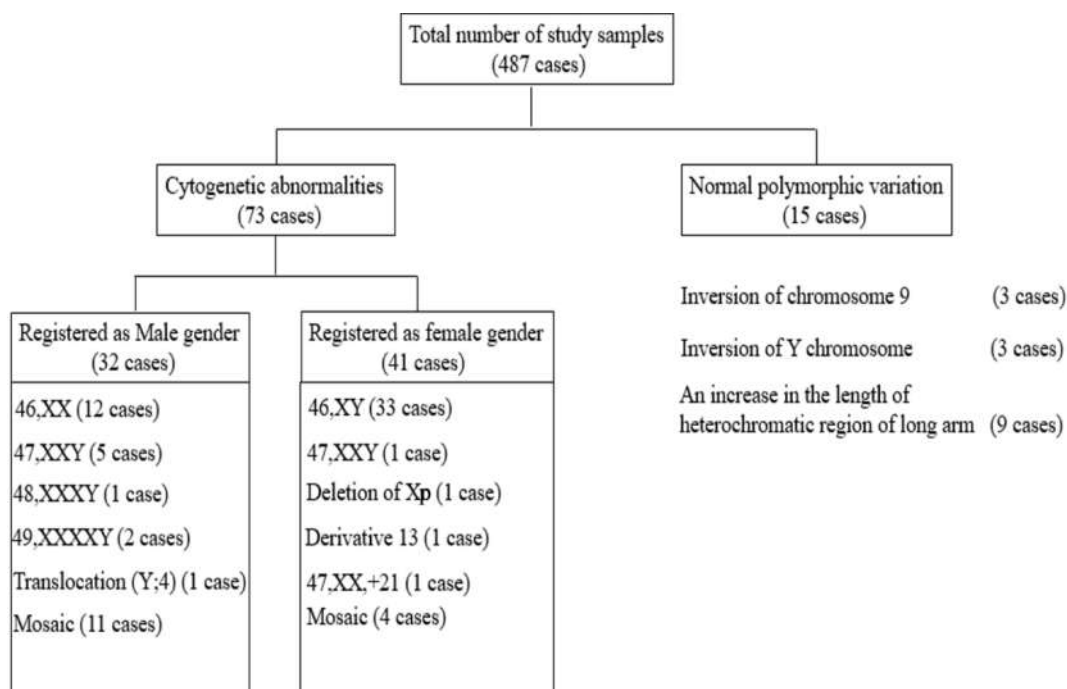 Total number of study samples
(487 cases)
Cytogenetic abnormalities
(73 cases)
Normal polymorphic variation
(15 cases)
Registered as Male gender
(32 cases)
46,XX (12 cases)
47,XXY (5 cases)
48,XXXY (1 case)
49,XXXXY (2 cases)
Translocation (Y;4) (1 case)
Mosaic (11 cases)
Registered as female gender
(41 cases)
46,XY (33 cases)
47,XXY (1 case)
Deletion of Xp (1 case)
Derivative 13 (1 case)
47,XX,+21 (1 case)
Mosaic (4 cases)
Inversion of chromosome 9 (3 cases)
Inversion of Y chromosome (3 cases)
An increase in the length of
heterochromatic region of long arm (9 cases)